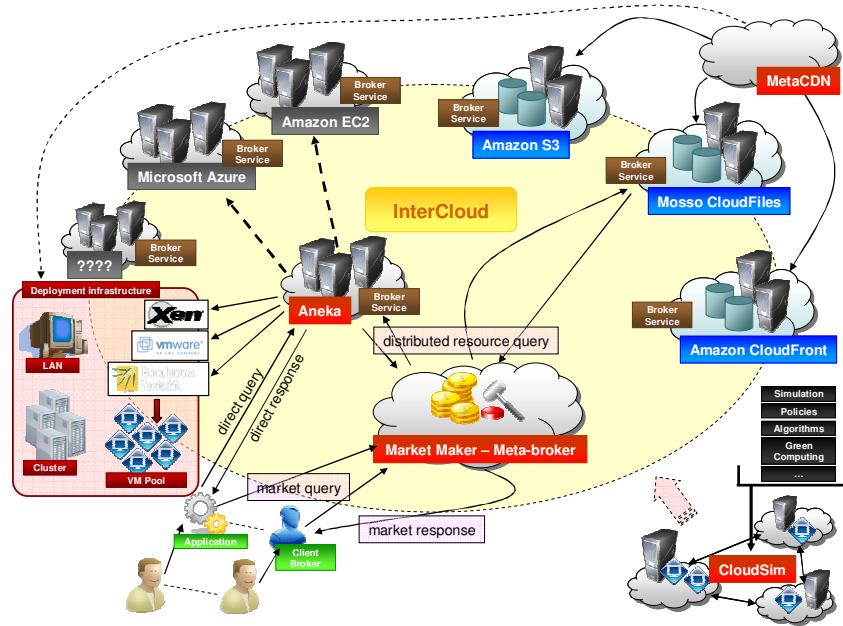 MetaCDN
Broker
Service
Amazon EC2
Broker
Service
Amazon S3
Broker
Service
Microsoft Azure
Broker
Service
Mosso CloudFiles
InterCloud
????
Broker
Service
Aneka
Broker
Service
Broker
Service
Amazon CloudFront
Deployment infrastructure
Xen
vmware
LAN
Cluster
VM Pool
distributed resource query
direct query
direct response
Market Maker – Meta-broker
market query
market response
Application
Client
Broker
Simulation
Policies
Algorithms
Green
Computing
...
CloudSim